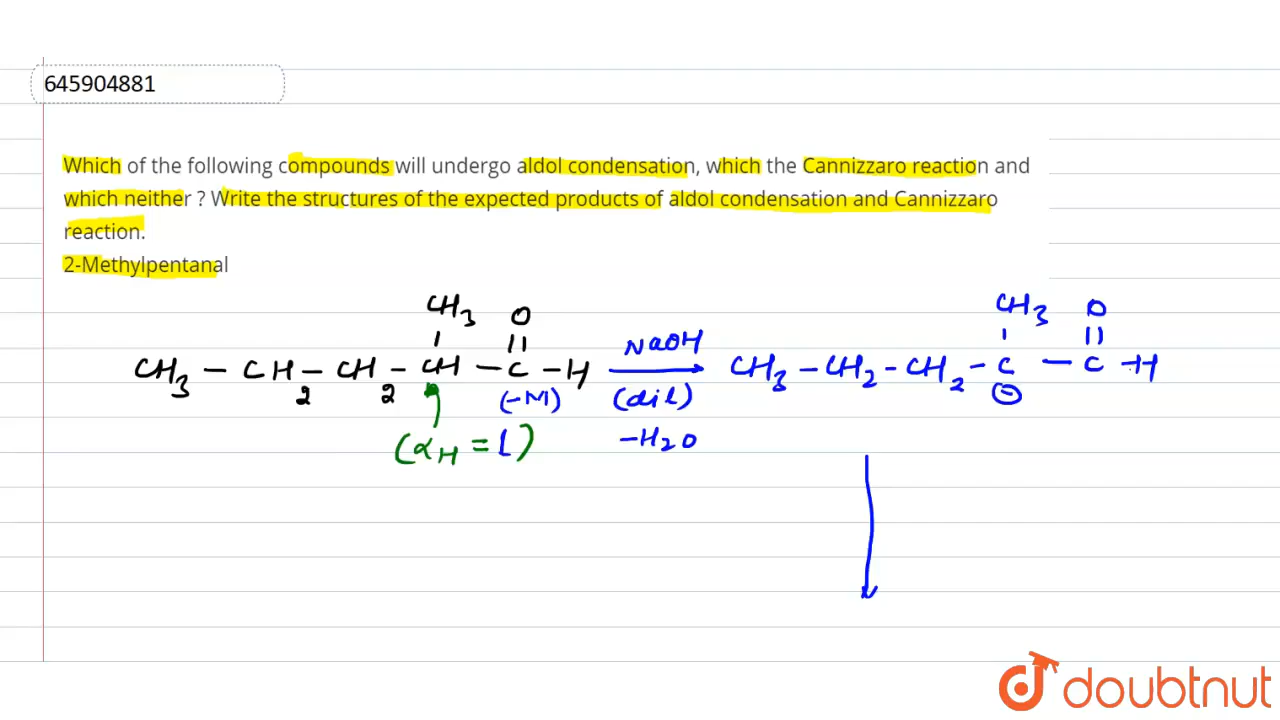 645904881
Which of the following compounds will undergo aldol condensation, which the Cannizzaro reaction and
which neither ? Write the structures of the expected products of aldol condensation and Cannizzaro
reaction.
2-Methylpentanal
CH3 O CH3 O
CH3 - CH2 - CH2 - CH - C - H NaOH CH3 - CH2 - CH2 - C - C - H
(-M) (dil) ⊖
(αH = 1) -H2O
doubtnut